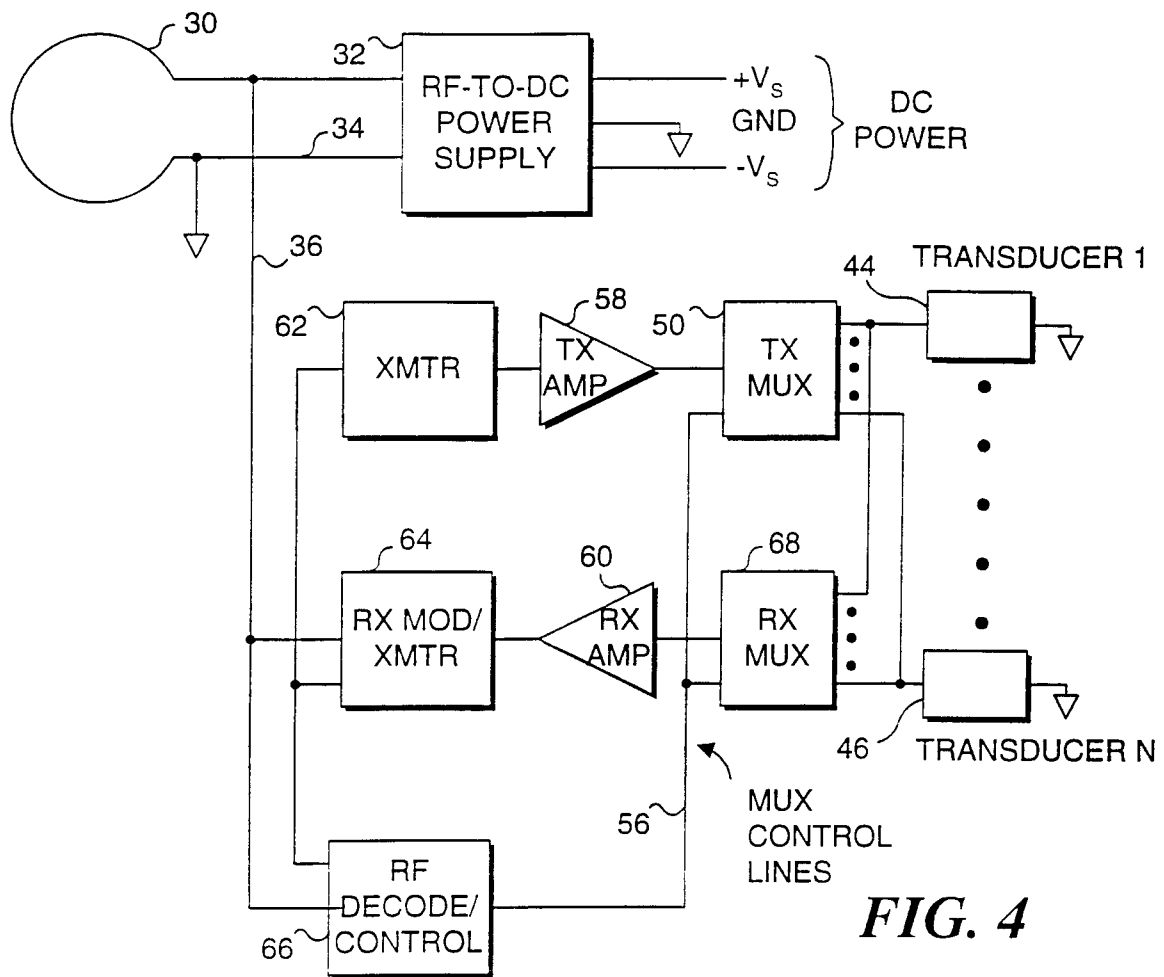 30
32
RF-TO-DC
POWER
SUPPLY
+VS
GND
-VS
DC
POWER
34
36
62
XMTR
58
TX
AMP
50
TX
MUX
44
TRANSDUCER 1
64
RX MOD/
XMTR
60
RX
AMP
68
RX
MUX
46
TRANSDUCER N
56
MUX
CONTROL
LINES
RF
DECODE/
CONTROL
66
FIG. 4